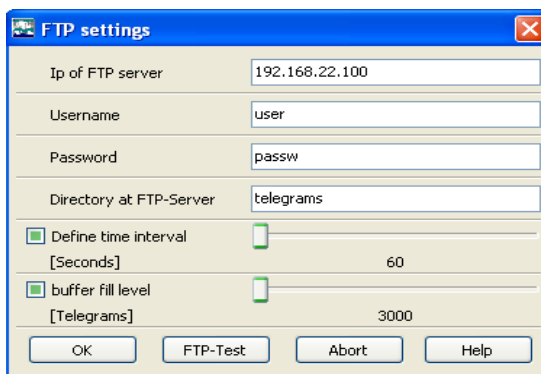 FTP settings
Ip of FTP server 192.168.22.100
Username user
Password passw
Directory at FTP-Server telegrams
Define time interval
[Seconds] 60
buffer fill level
[Telegrams] 3000
OK FTP-Test Abort Help